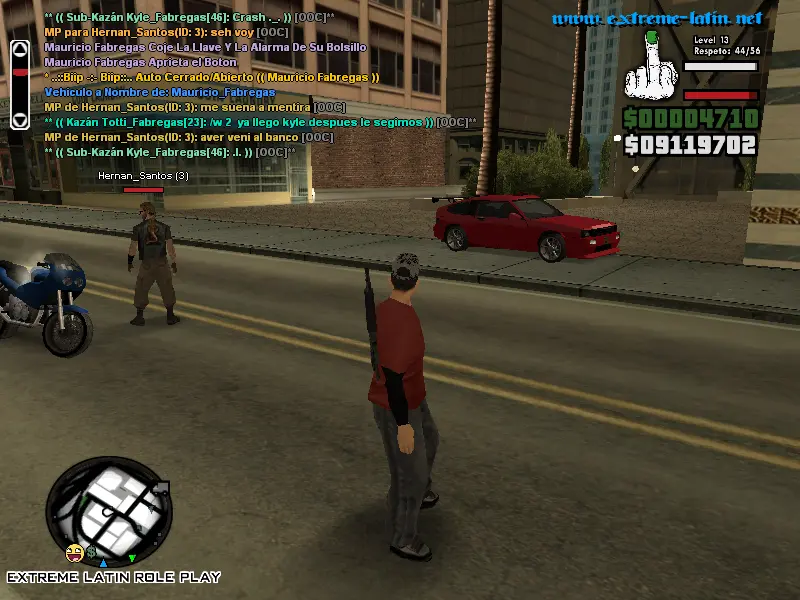 ** (( Sub-Kazán Kyle_Fabregas[46]: Crash ._. )) [OOC]**
MP para Hernan_Santos(ID: 3): seh voy [OOC]
Mauricio Fabregas Coje La Llave Y La Alarma De Su Bolsillo
Mauricio Fabregas Aprieta el Boton
* ..::Biip -:- Biip::.. Auto Cerrado/Abierto (( Mauricio Fabregas ))
Vehiculo a Nombre de: Mauricio_Fabregas
MP de Hernan_Santos(ID: 3): me suena a mentira [OOC]
** (( Kazán Totti_Fabregas[23]: /w 2  ya llego kyle despues le segimos )) [OOC]**
MP de Hernan_Santos(ID: 3): aver veni al banco [OOC]
** (( Sub-Kazán Kyle_Fabregas[46]: .I. )) [OOC]**
www.extreme-latin.net
Level 13
Respeto: 44/56
$00004710
$09119702
Hernan_Santos (3)
$
EXTREME LATIN ROLE PLAY